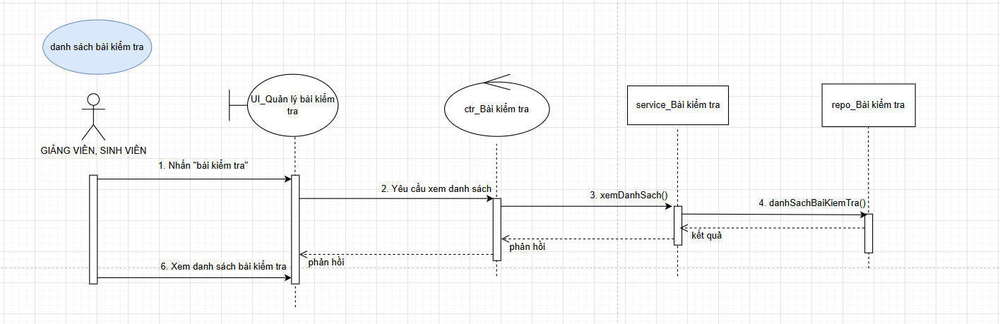 danh sách bài kiểm tra
GIẢNG VIÊN, SINH VIÊN
UI_Quản lý bài kiểm
tra
ctr_Bài kiểm tra
service_Bài kiểm tra
repo_Bài kiểm tra
1. Nhấn "bài kiểm tra"
2. Yêu cầu xem danh sách
3. xemDanhSach()
4. danhSachBaiKiemTra()
kết quả
phản hồi
phản hồi
6. Xem danh sách bài kiểm tra